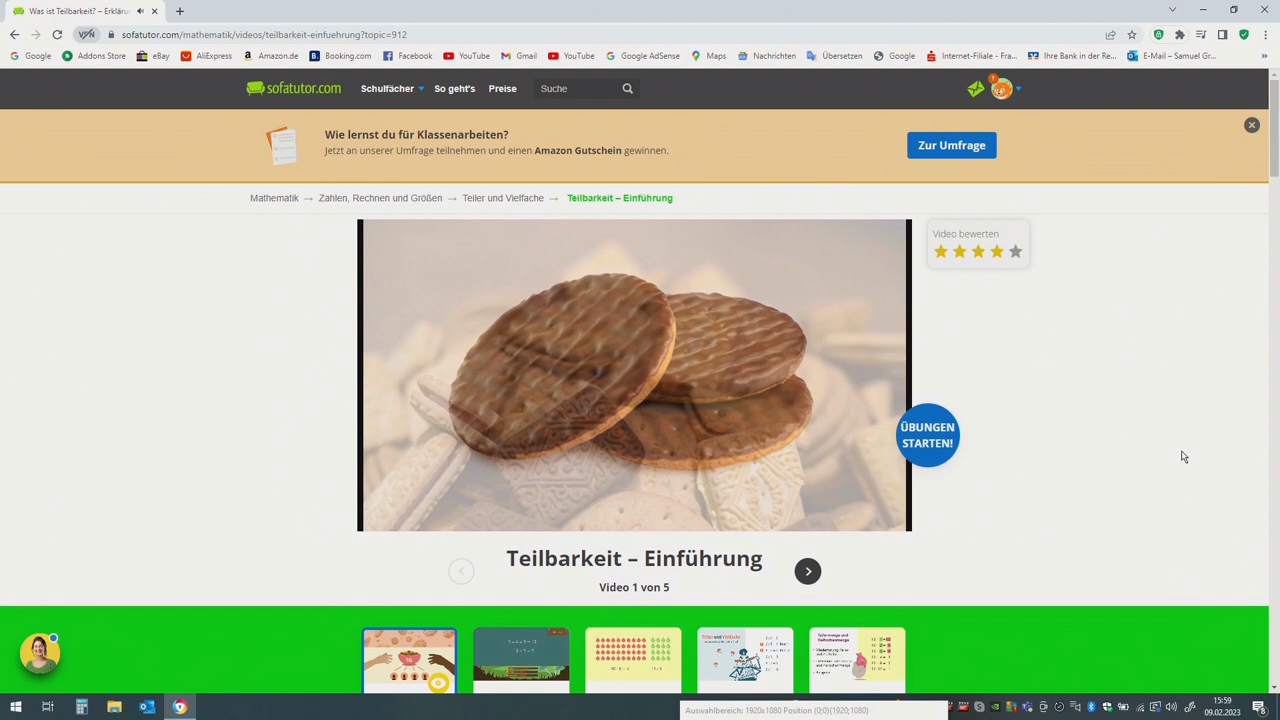 Was ist Teilbarkeit? – Erkläru
sofatutor.com/mathematik/videos/teilbarkeit-einfuehrung?topic=912
Google Addons Store eBay AliExpress Amazon.de Booking.com Facebook YouTube Gmail YouTube Google AdSense Maps Nachrichten Übersetzen Google Internet-Filiale - Fra... Ihre Bank in der Re... E-Mail – Samuel Gr... »
sofatutor.com Schulfächer So geht's Preise Suche
Wie lernst du für Klassenarbeiten?
Jetzt an unserer Umfrage teilnehmen und einen Amazon Gutschein gewinnen.
Zur Umfrage
Mathematik → Zahlen, Rechnen und Größen → Teiler und Vielfache → Teilbarkeit – Einführung
Video bewerten
ÜBUNGEN
STARTEN!
Teilbarkeit – Einführung
Video 1 von 5
Teiler und Vielfache
15:59
09.02.2023
Auswahlbereich: 1920x1080 Position (0;0)(1920;1080)